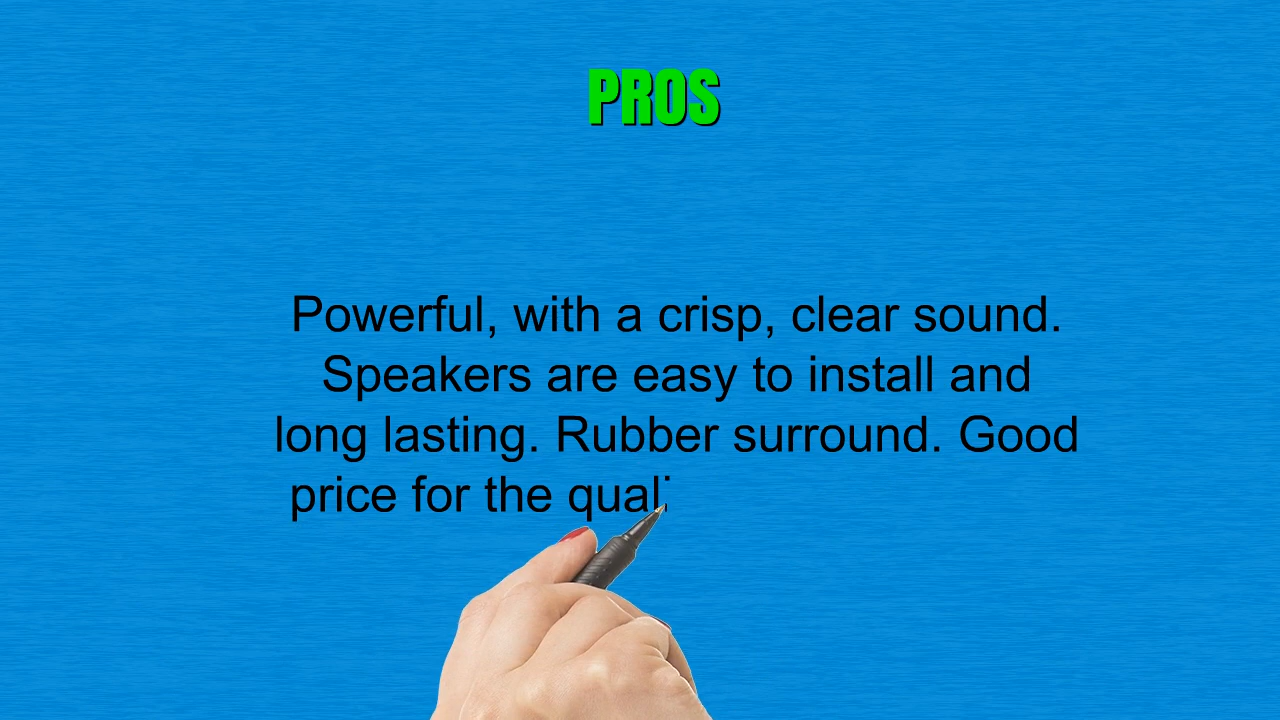 PROS
Powerful, with a crisp, clear sound.
Speakers are easy to install and
long lasting. Rubber surround. Good
price for the quali